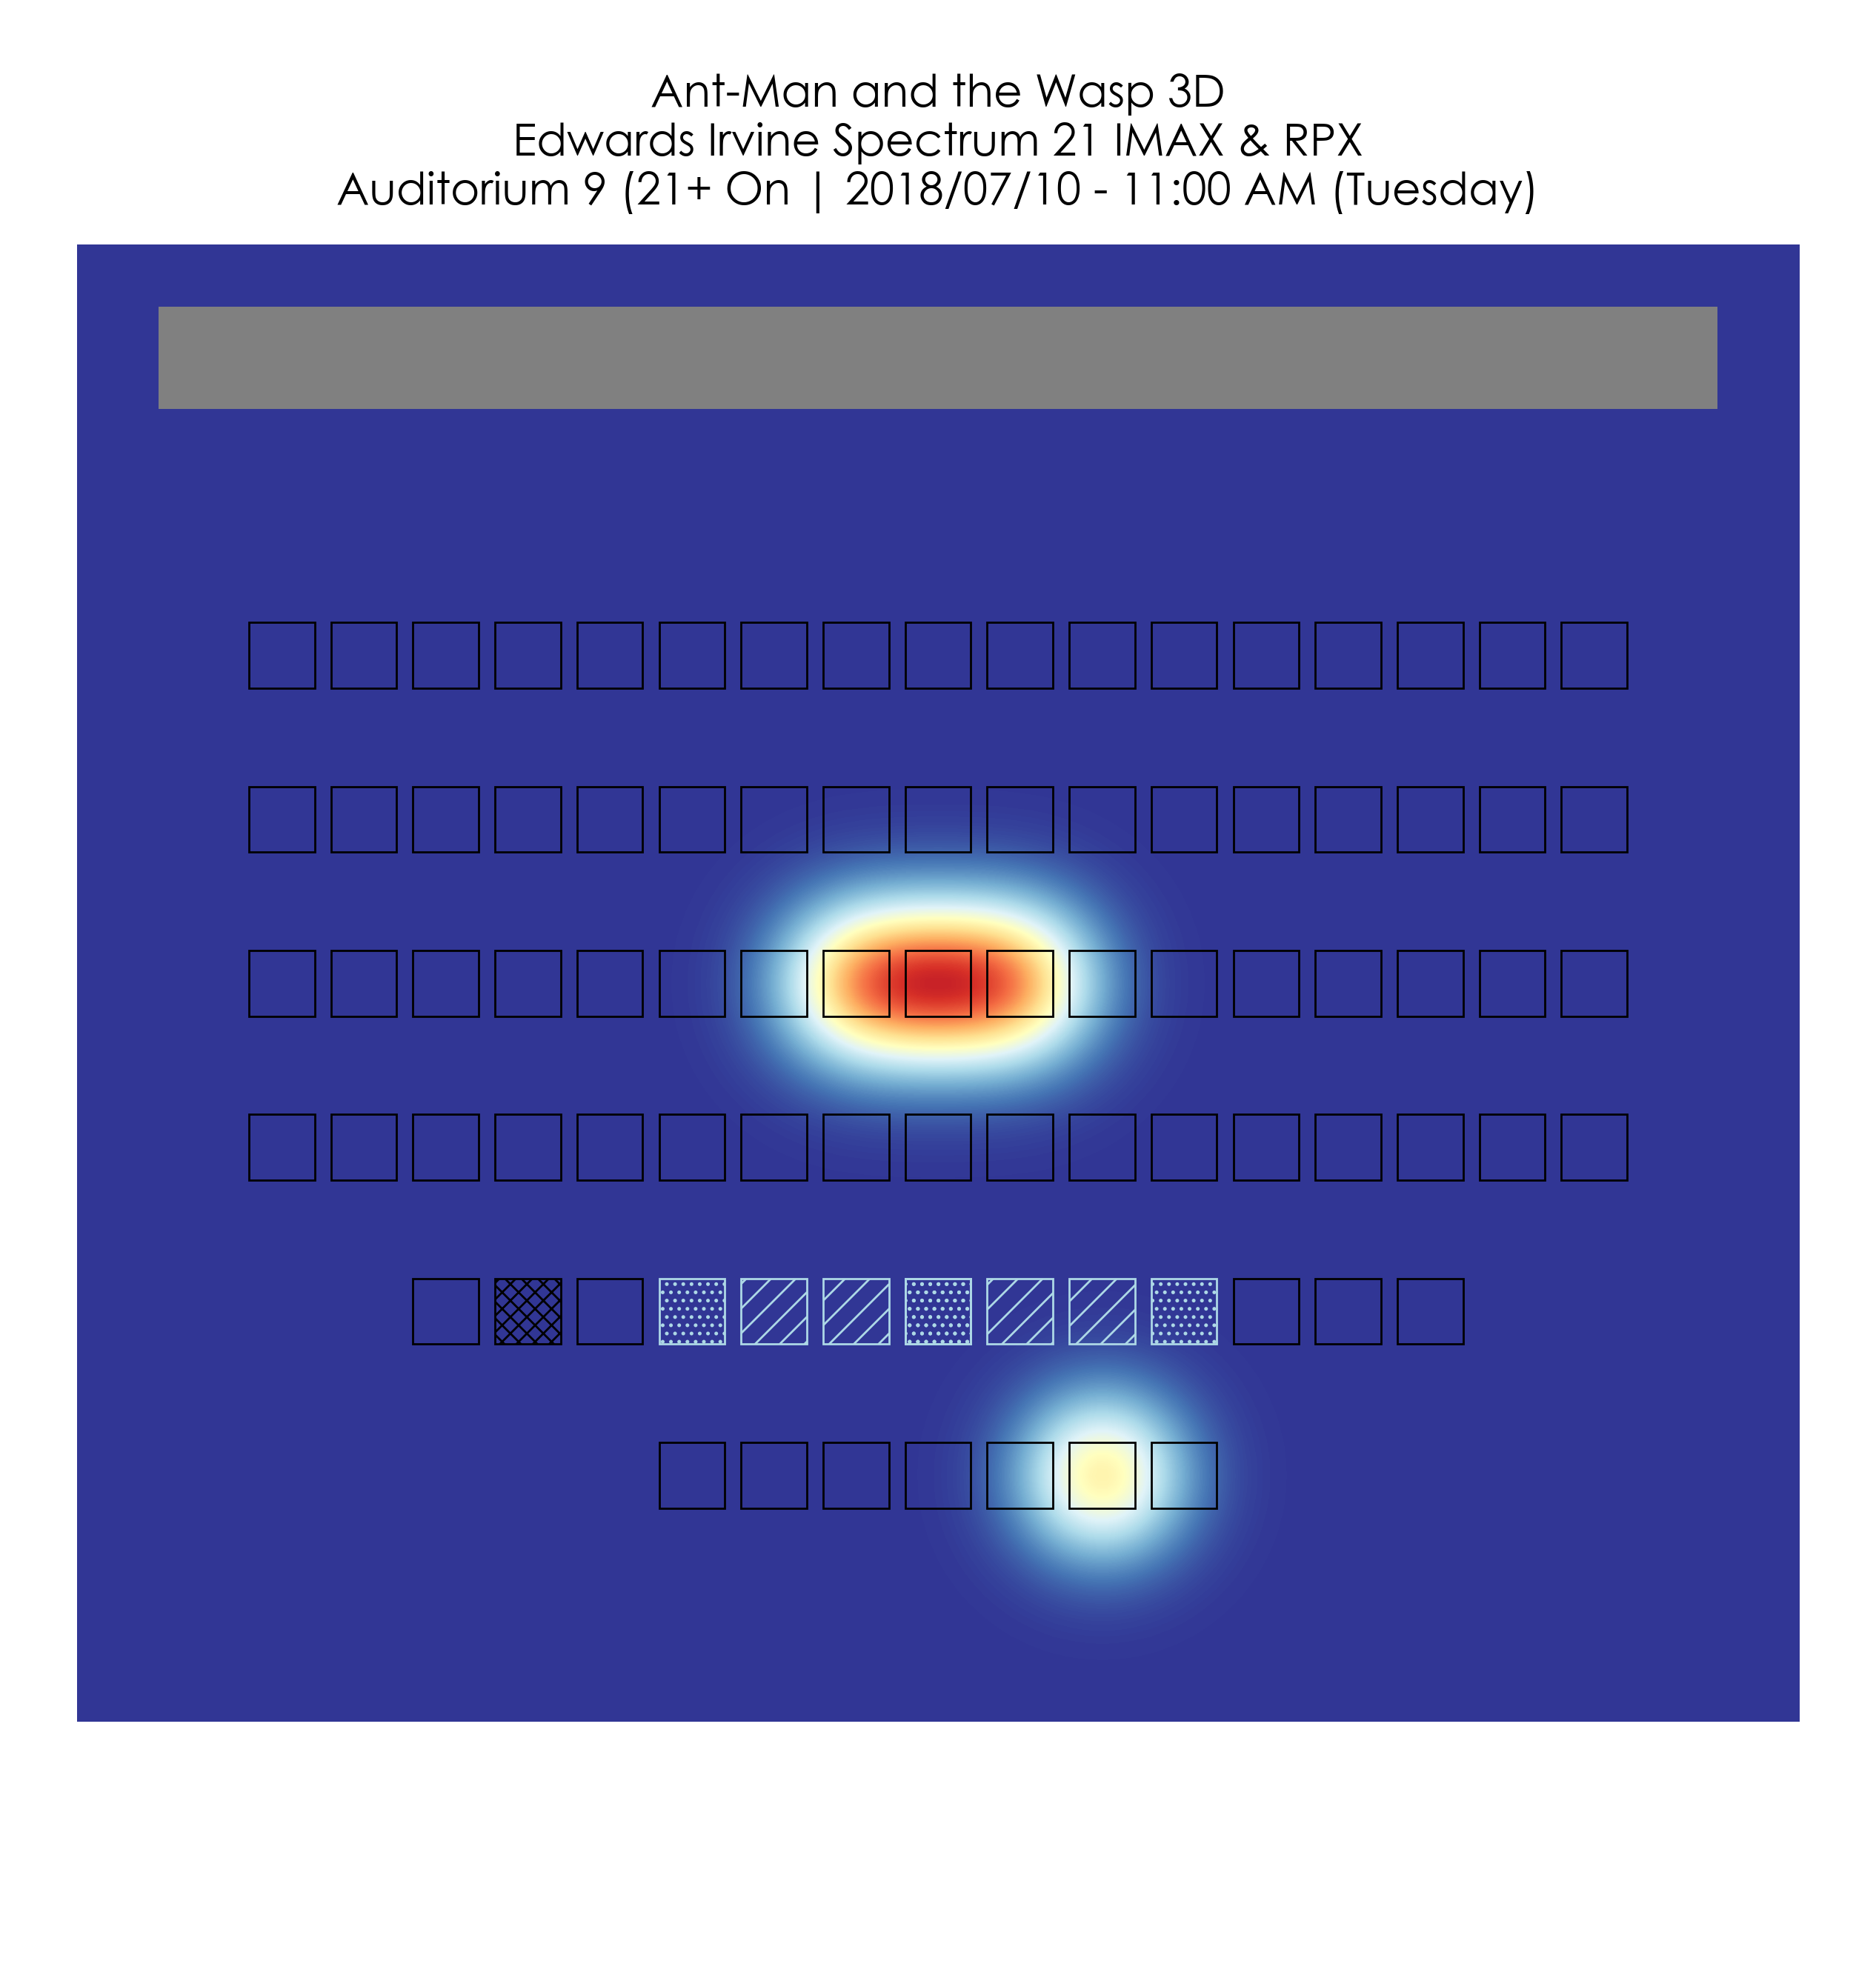 Ant-Man and the Wasp 3D
Edwards Irvine Spectrum 21 IMAX & RPX
Auditorium 9 (21+ On | 2018/07/10 - 11:00 AM (Tuesday)